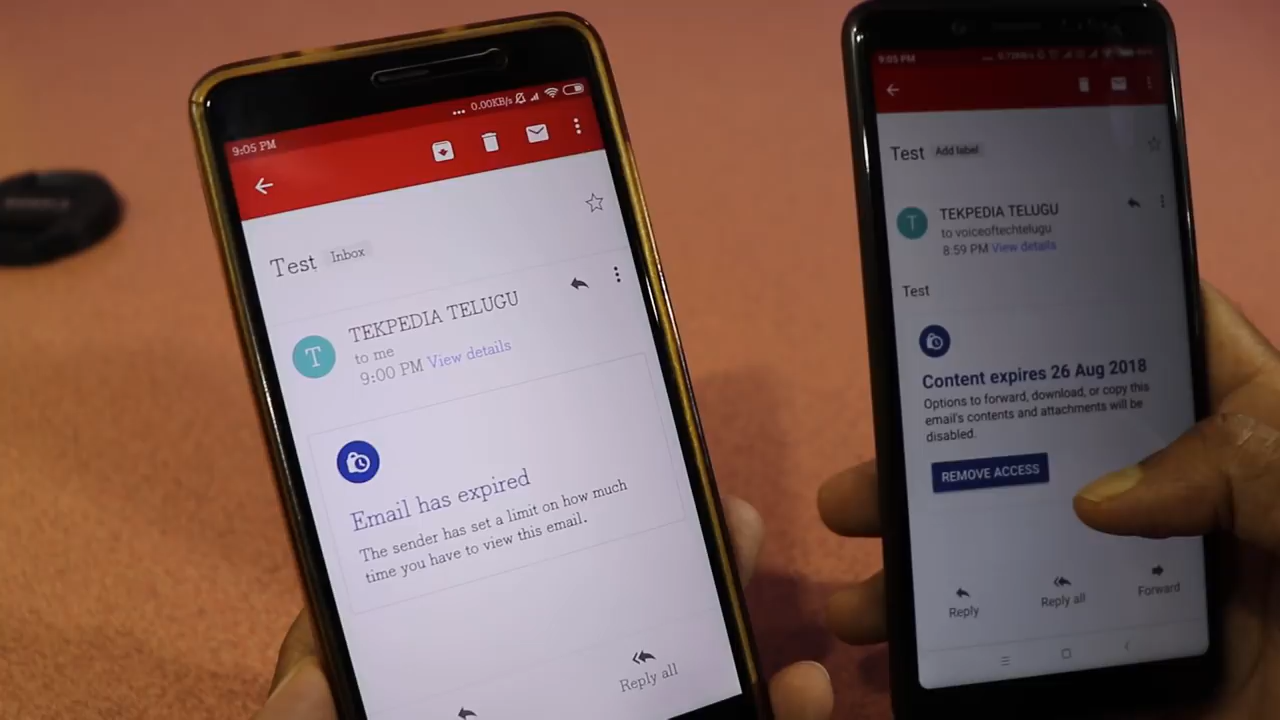 9:05 PM
... 0.00KB/s
Test Inbox
TEKPEDIA TELUGU
to me
9:00 PM View details
T
Email has expired
The sender has set a limit on how much
time you have to view this email.
Reply all
9:05 PM
Test Add label
TEKPEDIA TELUGU
to voiceoftechtelugu
8:59 PM View details
T
Test
Content expires 26 Aug 2018
Options to forward, download, or copy this
email's contents and attachments will be
disabled.
REMOVE ACCESS
Reply
Reply all
Forward